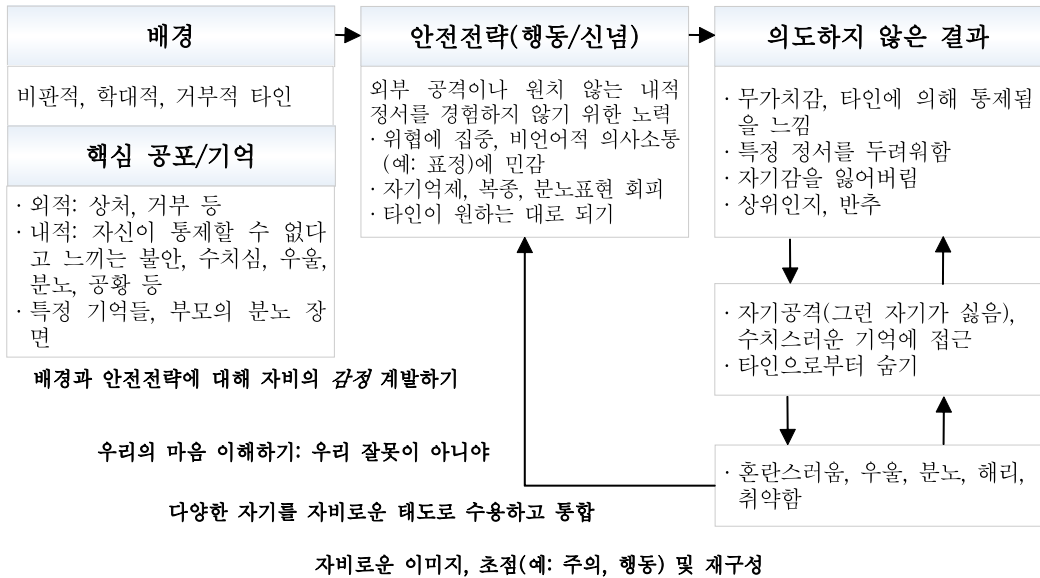 배경
비판적, 학대적, 거부적 타인
핵심 공포/기억
· 외적: 상처, 거부 등
· 내적: 자신이 통제할 수 없다
고 느끼는 불안, 수치심, 우울,
분노, 공황 등
· 특정 기억들, 부모의 분노 장
면
안전전략(행동/신념)
외부 공격이나 원치 않는 내적
정서를 경험하지 않기 위한 노력
· 위협에 집중, 비언어적 의사소통
(예: 표정)에 민감
· 자기억제, 복종, 분노표현 회피
· 타인이 원하는 대로 되기
의도하지 않은 결과
· 무가치감, 타인에 의해 통제됨
을 느낌
· 특정 정서를 두려워함
· 자기감을 잃어버림
· 상위인지, 반추
· 자기공격(그런 자기가 싫음),
수치스러운 기억에 접근
· 타인으로부터 숨기
· 혼란스러움, 우울, 분노, 해리,
취약함
배경과 안전전략에 대해 자비의 감정 계발하기
우리의 마음 이해하기: 우리 잘못이 아니야
다양한 자기를 자비로운 태도로 수용하고 통합
자비로운 이미지, 초점(예: 주의, 행동) 및 재구성